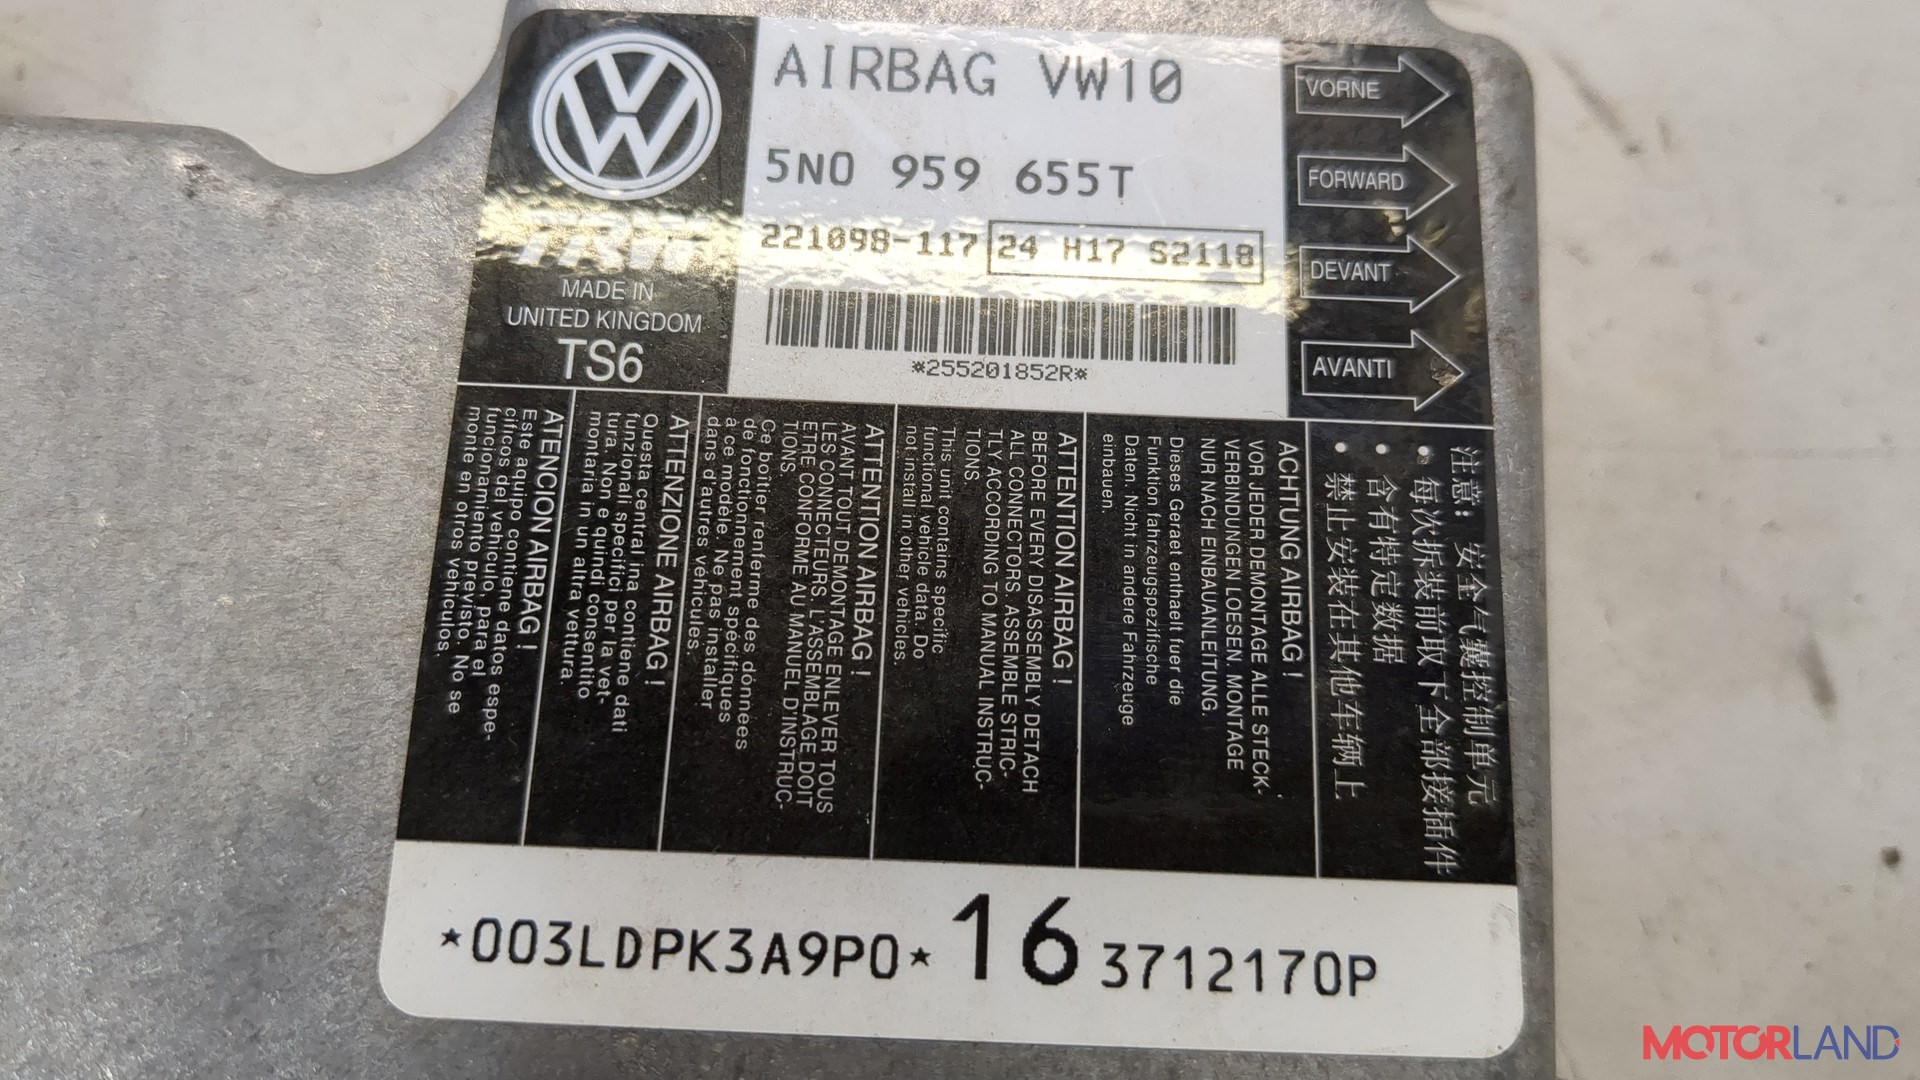 AIRBAG VW10
5N0 959 655T
TRW
221098-117 24 H17 S2118
MADE IN
UNITED KINGDOM
TS6
*255201852R*
VORNE
FORWARD
DEVANT
AVANTI
注意: 安全气囊控制单元
• 每次拆装前取下全部接插件
• 含有特定数据
• 禁止安装在其他车辆上
ACHTUNG AIRBAG !
VOR JEDER DEMONTAGE ALLE STECK-
VERBINDUNGEN LOESEN. MONTAGE
NUR NACH EINBAUANLEITUNG.
Dieses Geraet enthaelt fuer die
Funktion fahrzeugspezifische
Daten. Nicht in andere Fahrzeuge
einbauen.
ATTENTION AIRBAG !
BEFORE EVERY DISASSEMBLY DETACH
ALL CONNECTORS. ASSEMBLE STRIC-
TLY ACCORDING TO MANUAL INSTRUC-
TIONS.
This unit contains specific
functional vehicle data. Do
not install in other vehicles.
ATTENTION AIRBAG !
AVANT TOUT DEMONTAGE ENLEVER TOUS
LES CONNECTEURS. L'ASSEMBLAGE DOIT
ETRE CONFORME AU MANUEL D'INSTRUC-
TIONS.
Ce boîtier renferme des données
de fonctionnement spécifiques
à ce modèle. Ne pas installer
dans d'autres véhicules.
ATTENZIONE AIRBAG !
Questa central ina contiene dati
funzionali specifici per la vet-
tura. Non e quindi consentito
montarla in un altra vettura
ATENCION AIRBAG !
Este aquipo contiene datos espe-
cificos del vehiculo, para el
funcionamiento previsto. No se
monte en otros vehiculos.
*003LDPK3A9P0* 16 3712170P
MOTORLAND